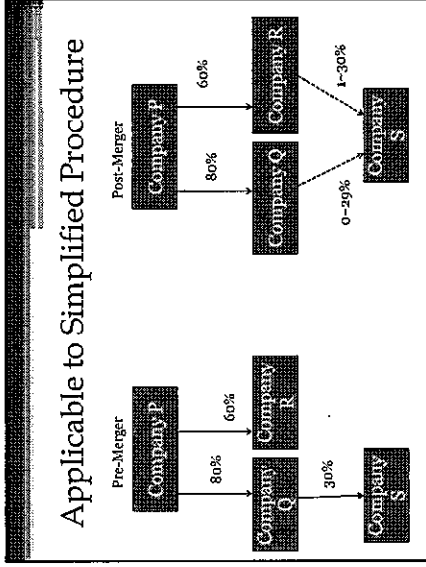 Applicable to Simplified Procedure
Pre-Merger
Company P
80%
60%
Company
Q
Company
R
30%
Company
S
Post-Merger
Company P
80%
60%
Company Q
Company R
0~29%
1~30%
Company
S